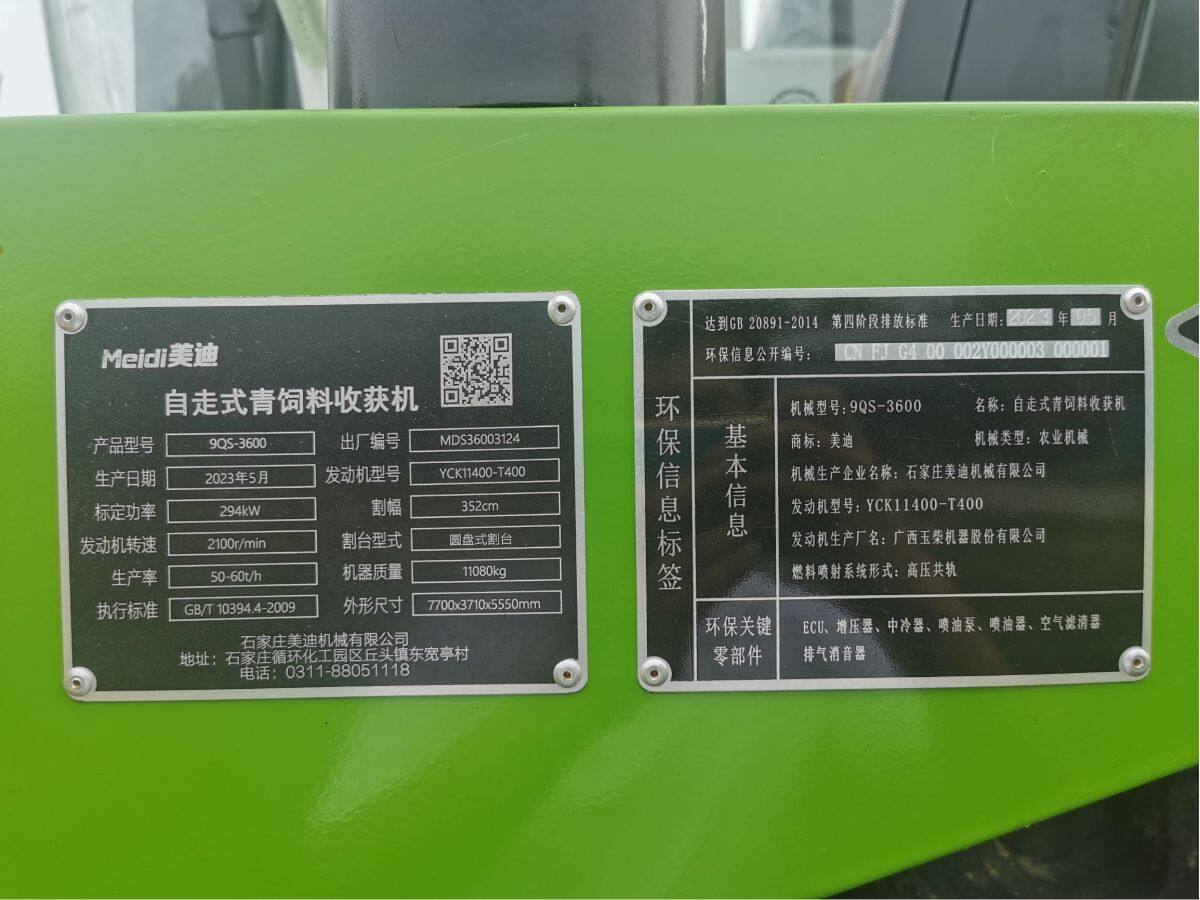 Meidi美迪
自走式青饲料收获机
产品型号 9QS-3600 出厂编号 MDS36003124
生产日期 2023年5月 发动机型号 YCK11400-T400
标定功率 294kW 割幅 352cm
发动机转速 2100r/min 割台型式 圆盘式割台
生产率 50-60t/h 机器质量 11080kg
执行标准 GB/T 10394.4-2009 外形尺寸 7700x3710x5550mm
石家庄美迪机械有限公司
地址：石家庄循环化工园区丘头镇东宽亭村
电话：0311-88051118
环保信息标签
达到GB 20891-2014 第四阶段排放标准 生产日期:2023年05月
环保信息公开编号: CN FJ G4 00 002Y000003 000001
基本信息
机械型号:9QS-3600 名称:自走式青饲料收获机
商标:美迪 机械类型:农业机械
机械生产企业名称:石家庄美迪机械有限公司
发动机型号:YCK11400-T400
发动机生产厂名:广西玉柴机器股份有限公司
燃料喷射系统形式:高压共轨
环保关键
零部件
ECU、增压器、中冷器、喷油泵、喷油器、空气滤清器
排气消音器